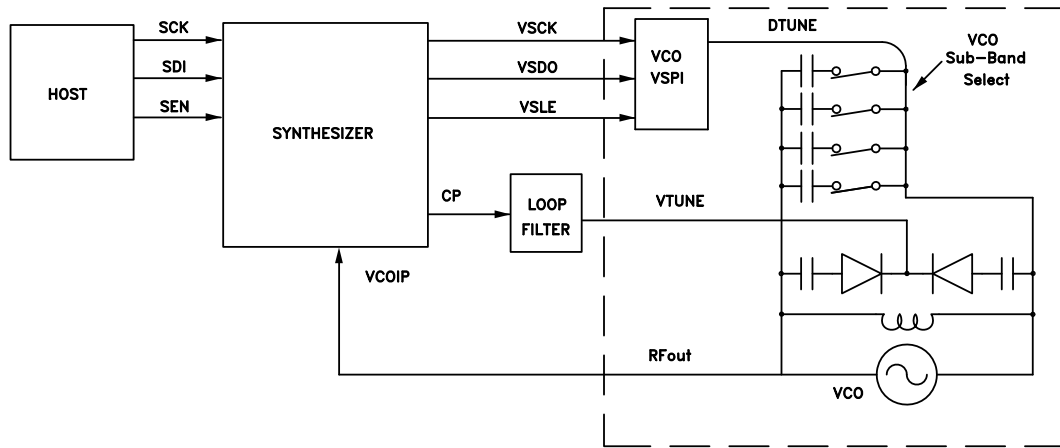 HOST
SCK
SDI
SEN
SYNTHESIZER
VSCK
VSDO
VSLE
VCO
VSPI
DTUNE
VCO
Sub-Band
Select
CP
LOOP
FILTER
VTUNE
VCOIP
RFout
VCO